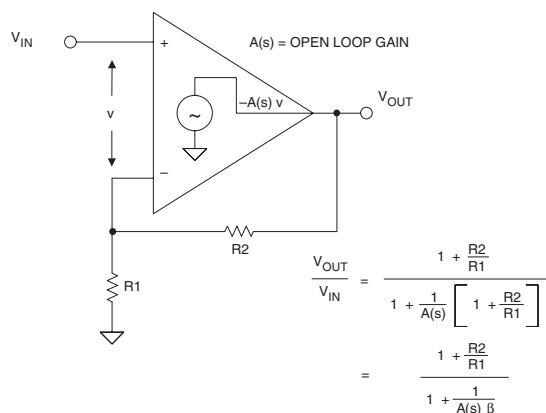 V_IN
+
A(s) = OPEN LOOP GAIN
v
~
–A(s) v
V_OUT
–
R2
R1
V_OUT / V_IN = (1 + R2/R1) / (1 + 1/A(s) [1 + R2/R1])
= (1 + R2/R1) / (1 + 1/(A(s) β))